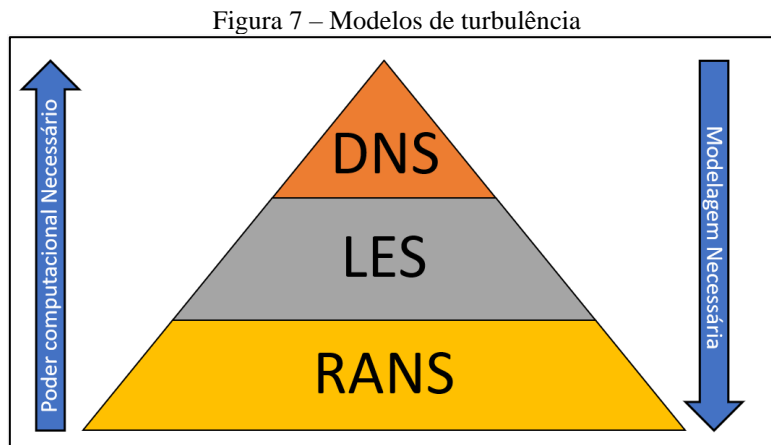 Figura 7 – Modelos de turbulência
Poder computacional Necessário
DNS
LES
RANS
Modelagem Necessária